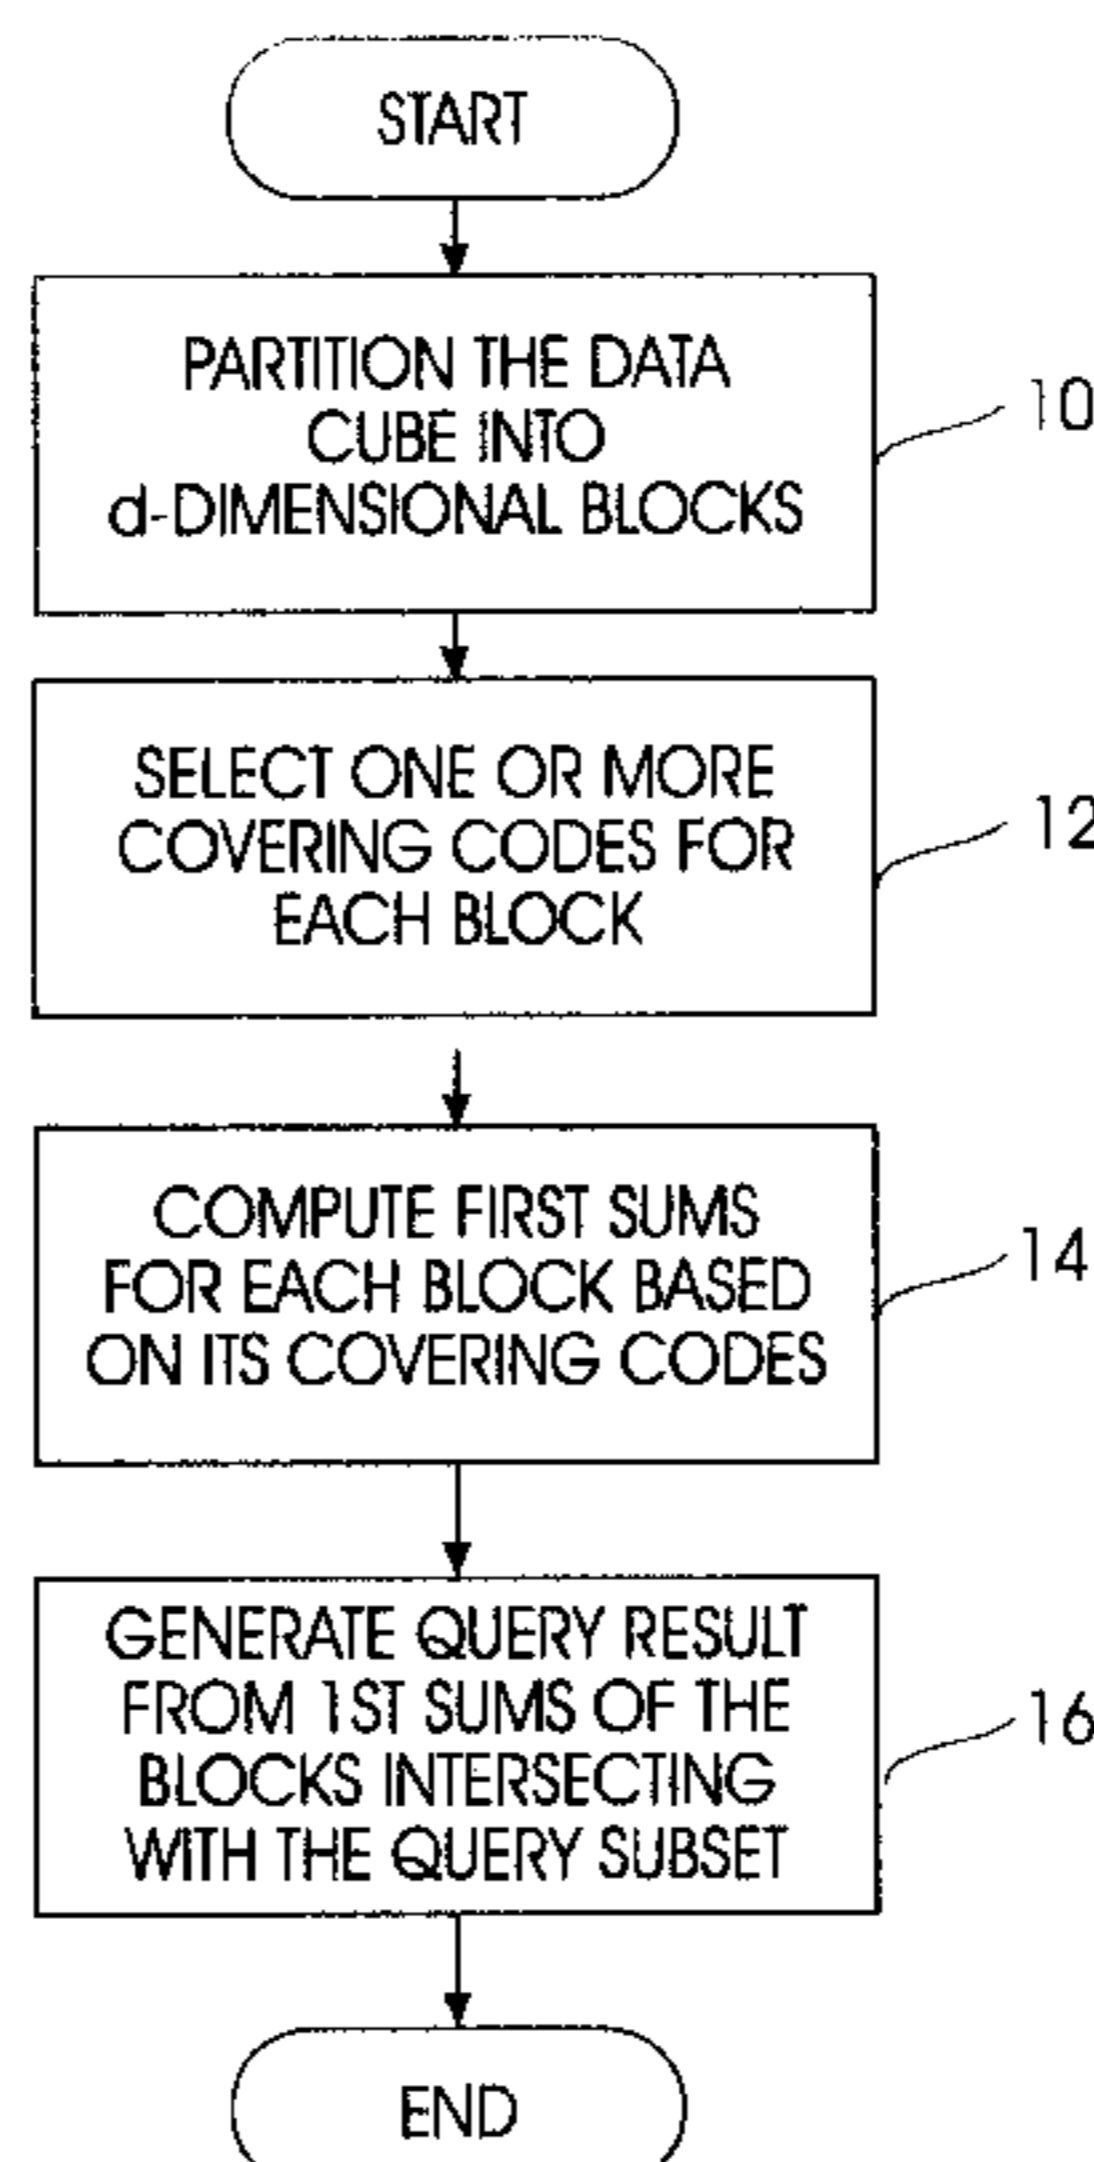 START
PARTITION THE DATA
CUBE INTO
d-DIMENSIONAL BLOCKS
10
SELECT ONE OR MORE
COVERING CODES FOR
EACH BLOCK
12
COMPUTE FIRST SUMS
FOR EACH BLOCK BASED
ON ITS COVERING CODES
14
GENERATE QUERY RESULT
FROM 1ST SUMS OF THE
BLOCKS INTERSECTING
WITH THE QUERY SUBSET
16
END